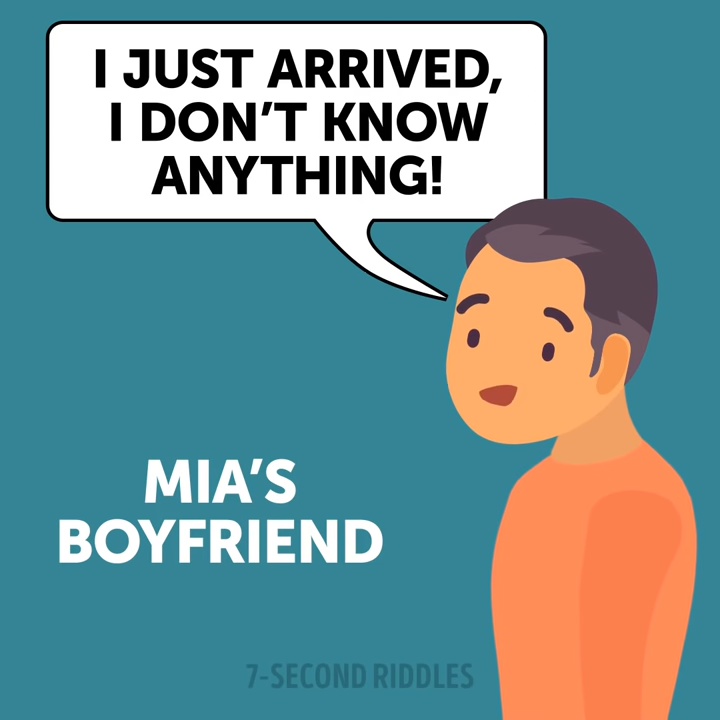 I JUST ARRIVED,
I DON'T KNOW
ANYTHING!
MIA'S
BOYFRIEND
7-SECOND RIDDLES